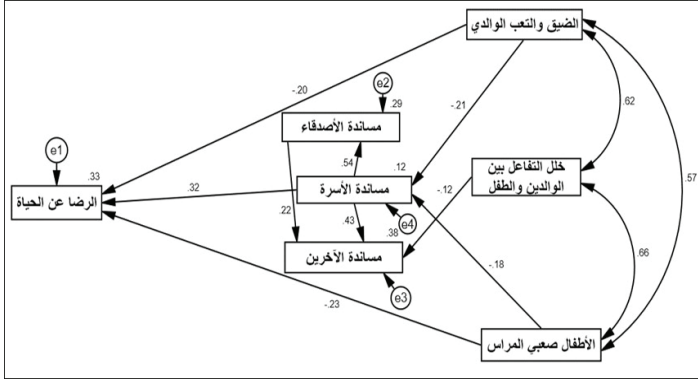 الضيق والتعب الوالدي
-.20
e2
.29
مساندة الأصدقاء
-.21
.62
e1
.33
الرضا عن الحياة
.54
.12
مساندة الأسرة
.32
خلل التفاعل بين
الوالدين والطفل
-.12
.57
.22
.43
e4
.38
مساندة الآخرين
e3
-.18
.66
-.23
الأطفال صعبي المراس